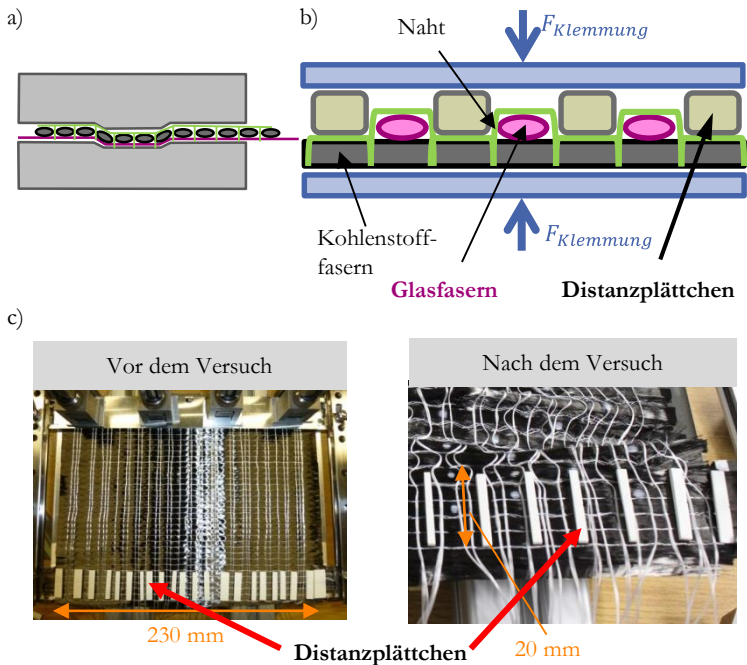 a)
b)
Naht
F_Klemmung
Kohlenstoff-
fasern
F_Klemmung
Glasfasern
Distanzplättchen
c)
Vor dem Versuch
Nach dem Versuch
230 mm
20 mm
Distanzplättchen